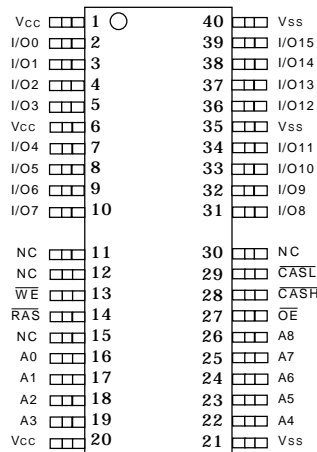 Vcc 1 40 Vss
I/O0 2 39 I/O15
I/O1 3 38 I/O14
I/O2 4 37 I/O13
I/O3 5 36 I/O12
Vcc 6 35 Vss
I/O4 7 34 I/O11
I/O5 8 33 I/O10
I/O6 9 32 I/O9
I/O7 10 31 I/O8
NC 11 30 NC
NC 12 29 CASL
WE 13 28 CASH
RAS 14 27 OE
NC 15 26 A8
A0 16 25 A7
A1 17 24 A6
A2 18 23 A5
A3 19 22 A4
Vcc 20 21 Vss